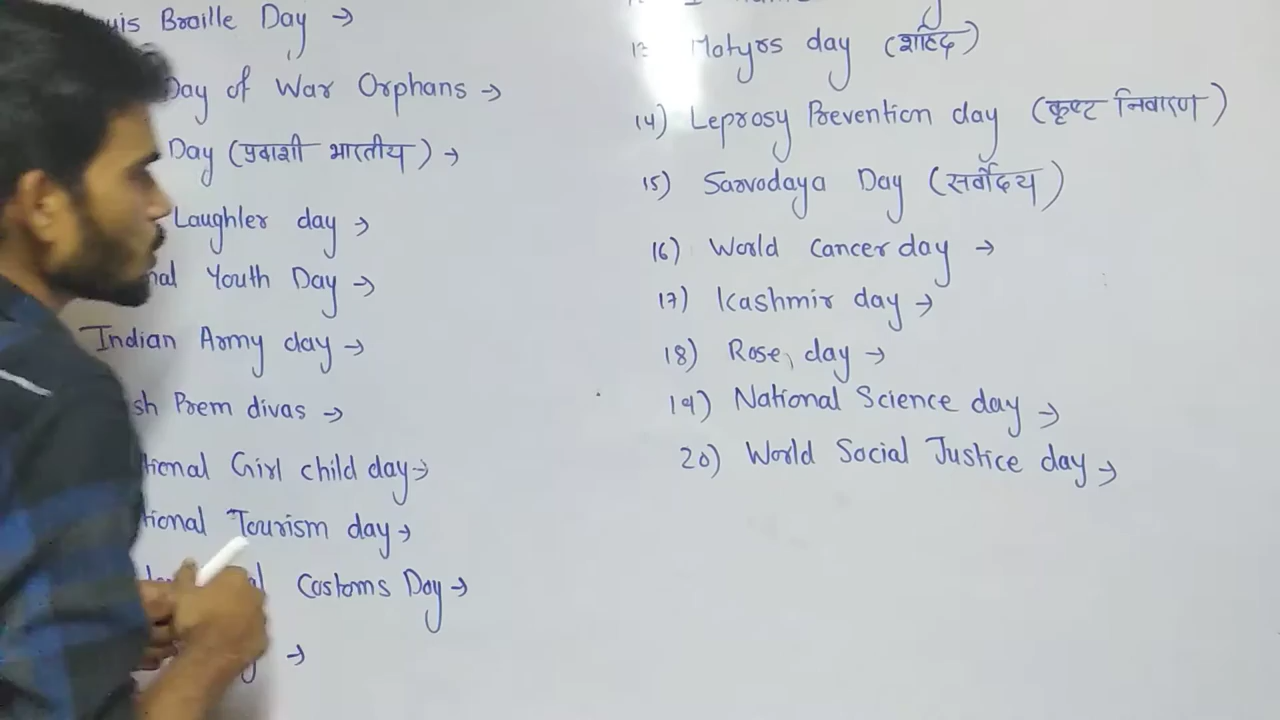 uis Braille Day →
Day of War Orphans →
Day (प्रवाशी भारतीय) →
Laughler day →
nal Youth Day →
Indian Army day →
sh Prem divas →
tional Girl child day →
tional Tourism day →
Customs Day →
→
13 Motyrs day (शहिद)
14) Leprosy Prevention day (कृष्ट निवारण)
15) Sarvodaya Day (सर्वोदय)
16) World Cancer day →
17) Kashmir day →
18) Rose, day →
19) National Science day →
20) World Social Justice day →